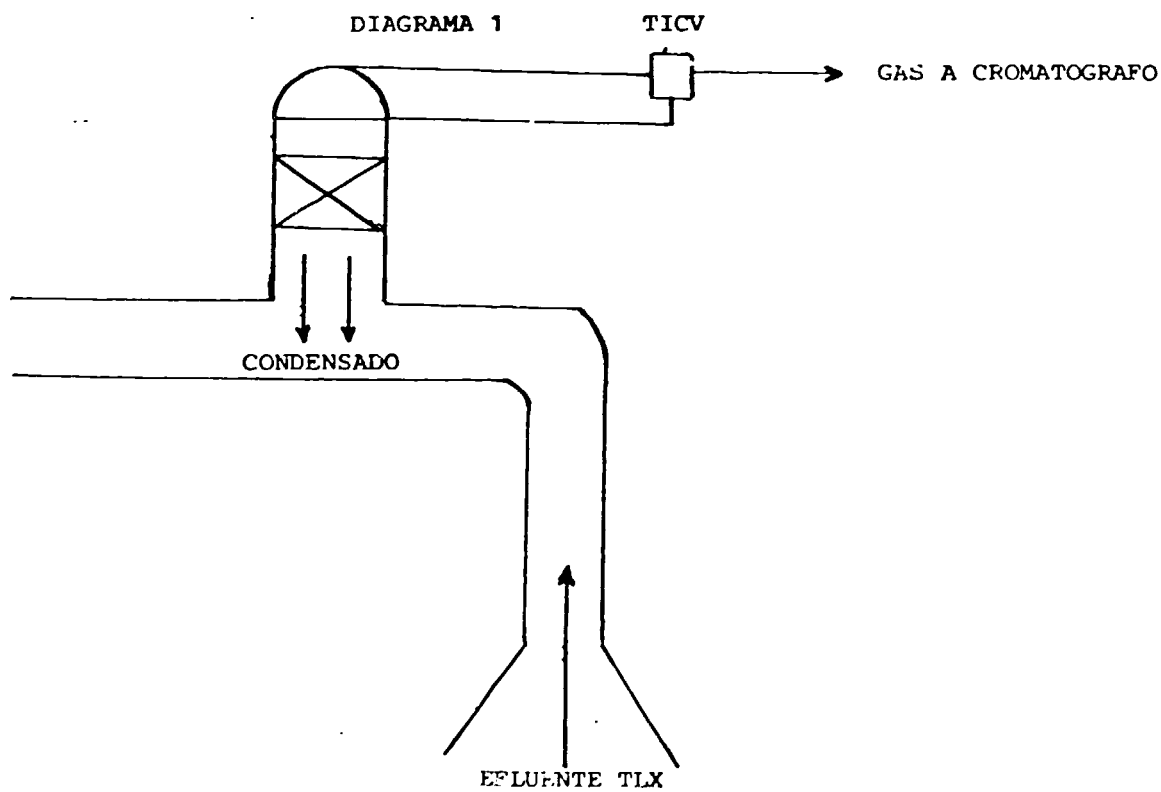 DIAGRAMA 1 TICV
GAS A CROMATOGRAFO
CONDENSADO
EFLUENTE TLX